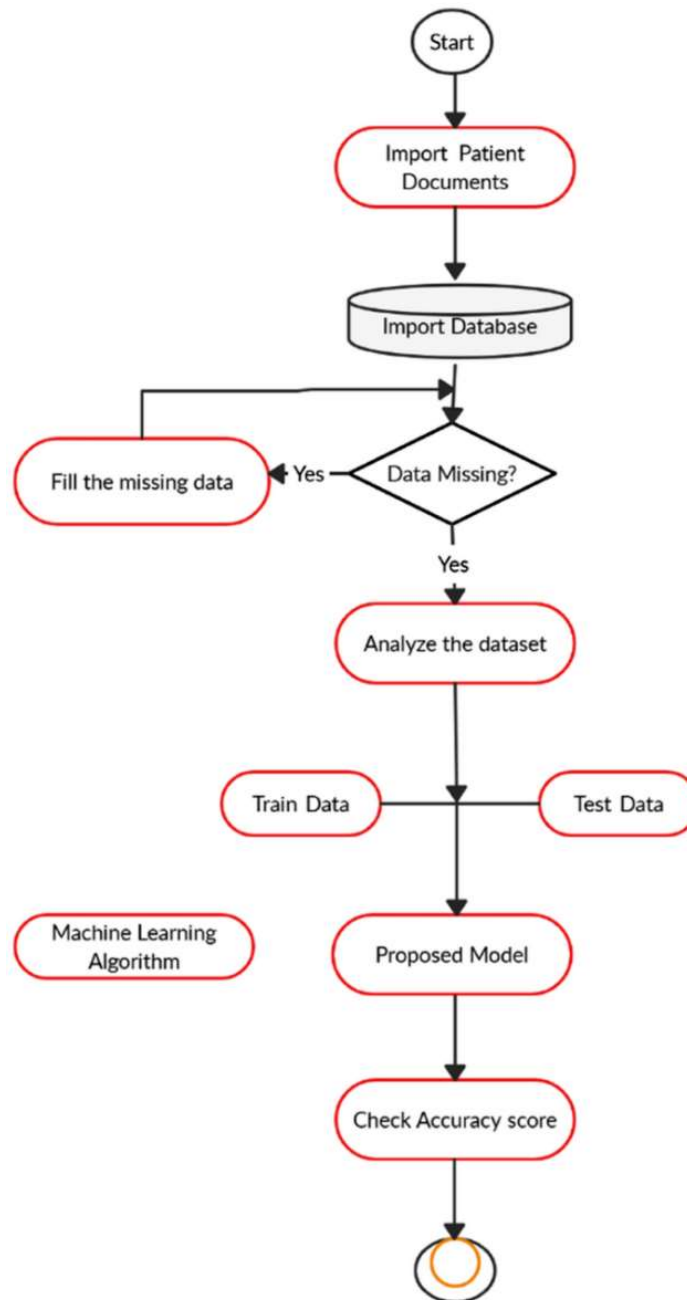 Start
Import Patient
Documents
Import Database
Fill the missing data
Yes
Data Missing?
Yes
Analyze the dataset
Train Data
Test Data
Machine Learning
Algorithm
Proposed Model
Check Accuracy score